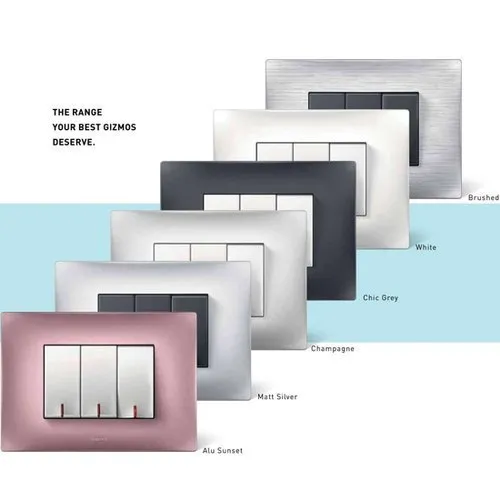 THE RANGE
YOUR BEST GIZMOS
DESERVE.
Brushed
White
Chic Grey
Champagne
Matt Silver
Alu Sunset